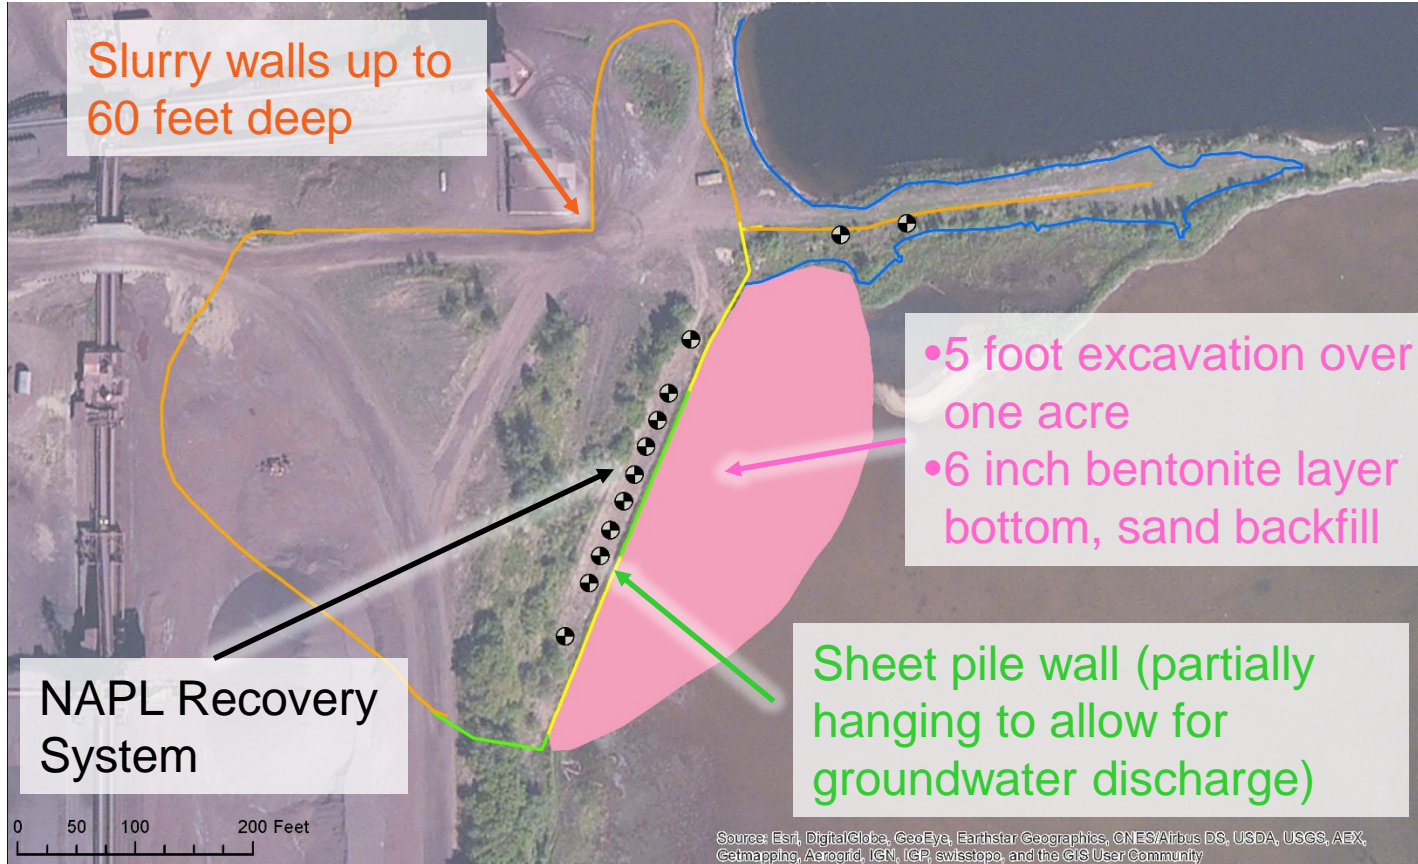 Slurry walls up to
60 feet deep
•5 foot excavation over
one acre
•6 inch bentonite layer
bottom, sand backfill
Sheet pile wall (partially
hanging to allow for
groundwater discharge)
NAPL Recovery
System
0 50 100 200 Feet
Source: Esri, DigitalGlobe, GeoEye, Earthstar Geographics, CNES/Airbus DS, USDA, USGS, AEX,
Getmapping, Aerogrid, IGN, IGP, swisstopo, and the GIS User Community